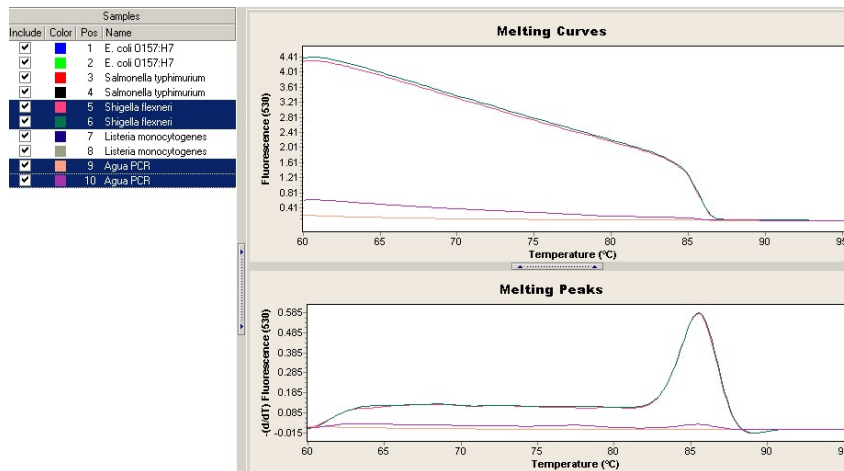 Samples
Include Color Pos Name
1 E. coli O157:H7
2 E. coli O157:H7
3 Salmonella typhimurium
4 Salmonella typhimurium
5 Shigella flexneri
6 Shigella flexneri
7 Listeria monocytogenes
8 Listeria monocytogenes
9 Agua PCR
10 Agua PCR
Melting Curves
Fluorescence (530)
4.41
4.01
3.61
3.21
2.81
2.41
2.01
1.61
1.21
0.81
0.41
60 65 70 75 80 85 90 95
Temperature (°C)
Melting Peaks
-(d/dT) Fluorescence (530)
0.585
0.485
0.385
0.285
0.185
0.085
-0.015
60 65 70 75 80 85 90 95
Temperature (°C)